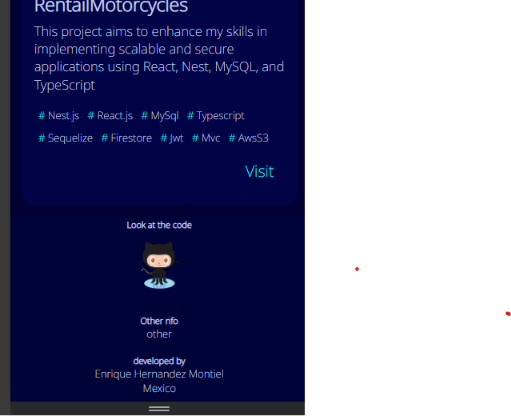 RentailMotorcycles
This project aims to enhance my skills in
implementing scalable and secure
applications using React, Nest, MySQL, and
TypeScript
# Nest.js # React.js # MySql # Typescript
# Sequelize # Firestore # Jwt # Mvc # AwsS3
Visit
Look at the code
Other nfo
other
developed by
Enrique Hernandez Montiel
Mexico